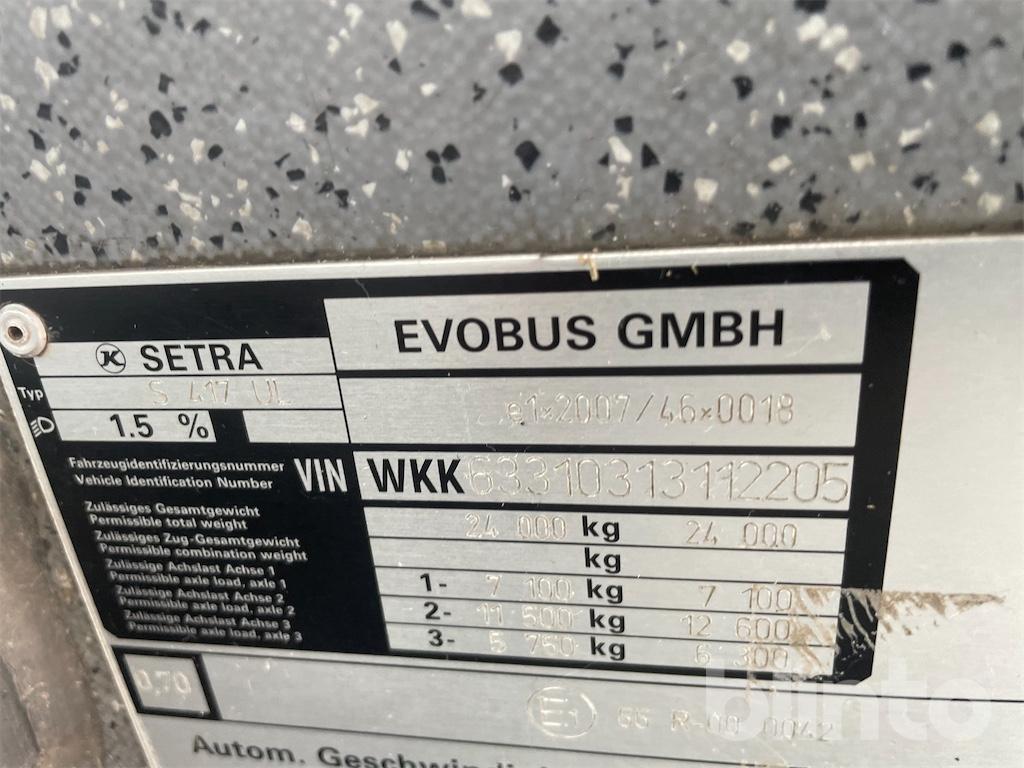 EVOBUS GMBH
SETRA
Typ S 417 UL e1*2007/46*0018
1.5 %
Fahrzeugidentifizierungsnummer
Vehicle Identification Number VIN WKK63310313112205
Zulässiges Gesamtgewicht
Permissible total weight 24 000 kg 24 000
Zulässiges Zug-Gesamtgewicht
Permissible combination weight kg
Zulässige Achslast Achse 1
Permissible axle load, axle 1 1- 7 100 kg 7 100
Zulässige Achslast Achse 2
Permissible axle load, axle 2 2- 11 500 kg 12 600
Zulässige Achslast Achse 3
Permissible axle load, axle 3 3- 5 750 kg 6 300
0,70
E1 66 R-00 0042
Autom.
blinto